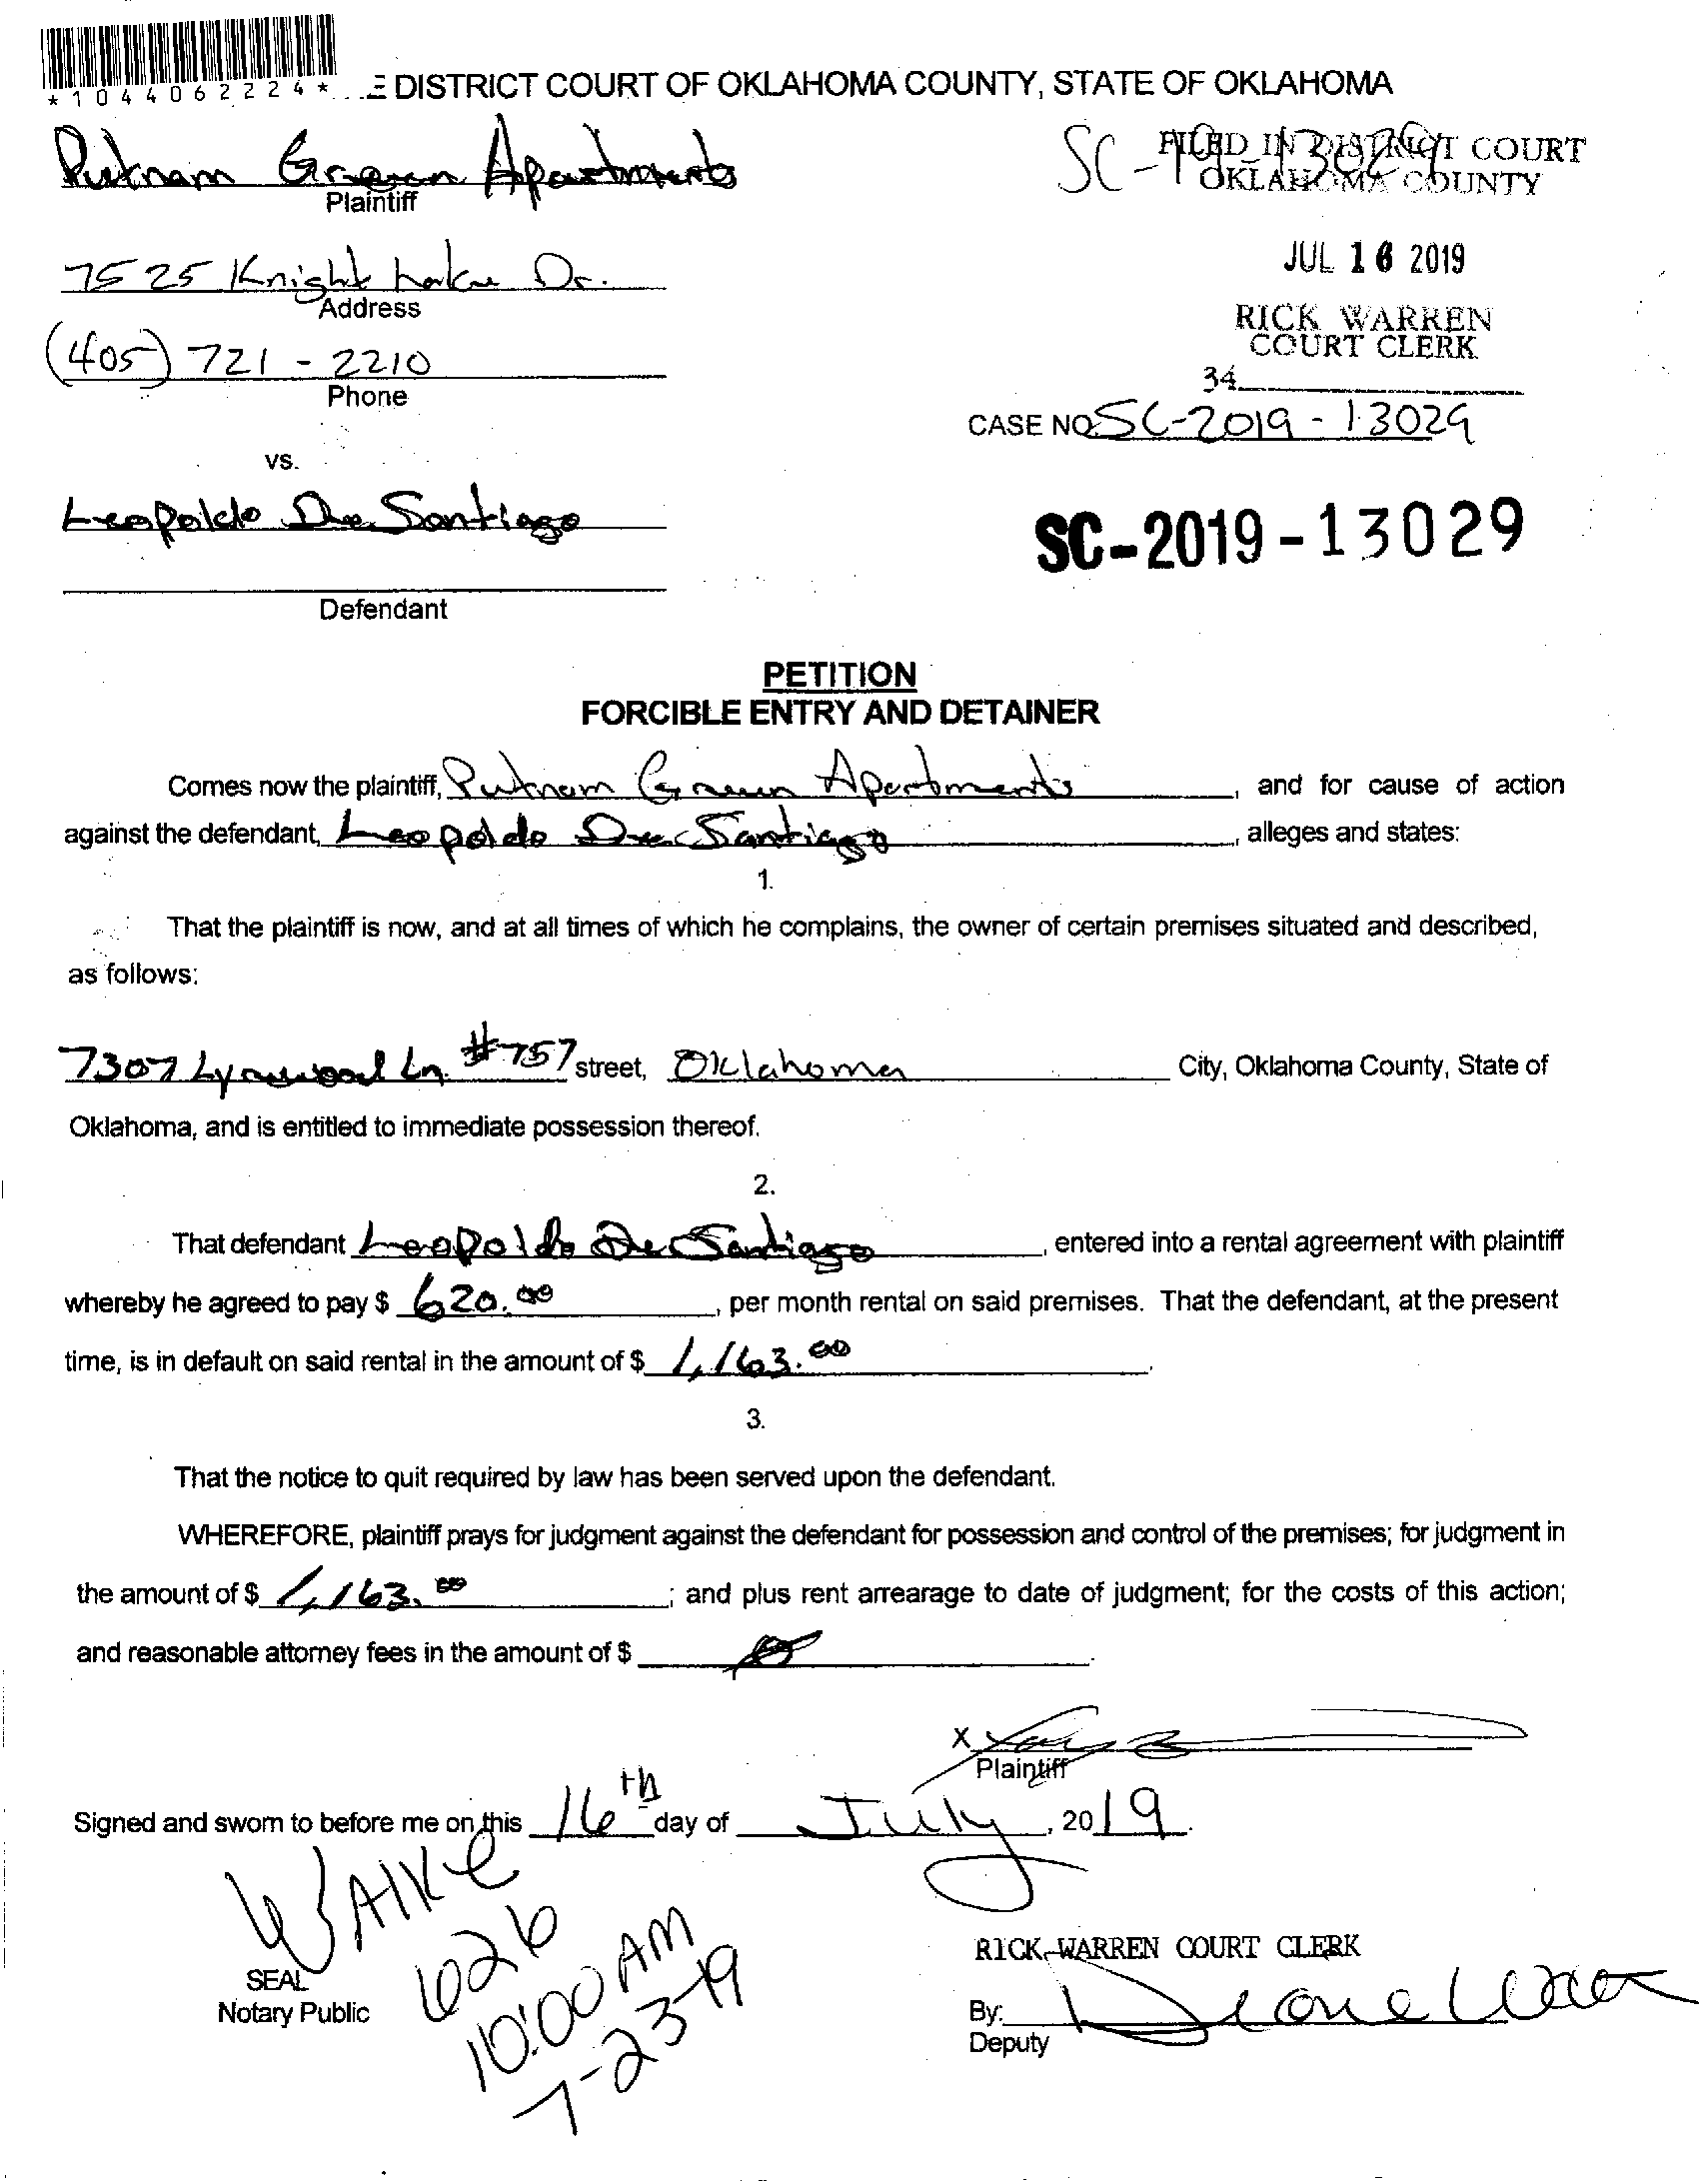 *1044062224*
E DISTRICT COURT OF OKLAHOMA COUNTY, STATE OF OKLAHOMA
Putnam Green Apartments
Plaintiff
SC-19-13029
FILED IN DISTRICT COURT
OKLAHOMA COUNTY
7525 Knight Lake Dr.
Address
JUL 16 2019
RICK WARREN
COURT CLERK
(405) 721-2210
Phone
34
CASE NO. SC-2019-13029
vs.
Leopoldo De Santiago
SC-2019-13029
Defendant
PETITION
FORCIBLE ENTRY AND DETAINER
Comes now the plaintiff, Putnam Green Apartments, and for cause of action
against the defendant, Leopoldo De Santiago, alleges and states:
1.
That the plaintiff is now, and at all times of which he complains, the owner of certain premises situated and described,
as follows:
7307 Lynnwood Ln. #757 street, Oklahoma City, Oklahoma County, State of
Oklahoma, and is entitled to immediate possession thereof.
2.
That defendant Leopoldo De Santiago, entered into a rental agreement with plaintiff
whereby he agreed to pay $ 620.00, per month rental on said premises. That the defendant, at the present
time, is in default on said rental in the amount of $ 1,163.00.
3.
That the notice to quit required by law has been served upon the defendant.
WHEREFORE, plaintiff prays for judgment against the defendant for possession and control of the premises; for judgment in
the amount of $ 1,163.00; and plus rent arrearage to date of judgment; for the costs of this action;
and reasonable attorney fees in the amount of $
X
Plaintiff
Signed and sworn to before me on this 16th day of July, 2019.
WAlKe
626
10:00 AM
7-23-19
SEAL
Notary Public
RICK WARREN COURT CLERK
By:
Deputy